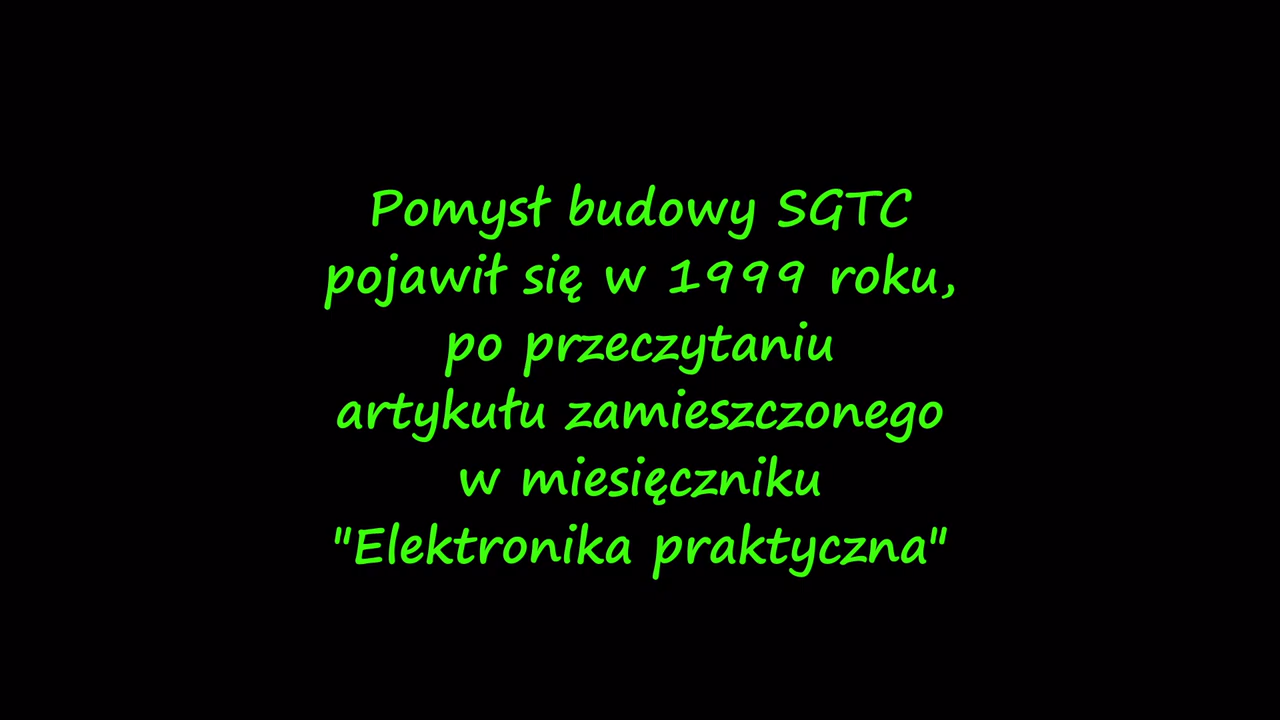 Pomysł budowy SGTC
pojawił się w 1999 roku,
po przeczytaniu
artykułu zamieszczonego
w miesięczniku
"Elektronika praktyczna"